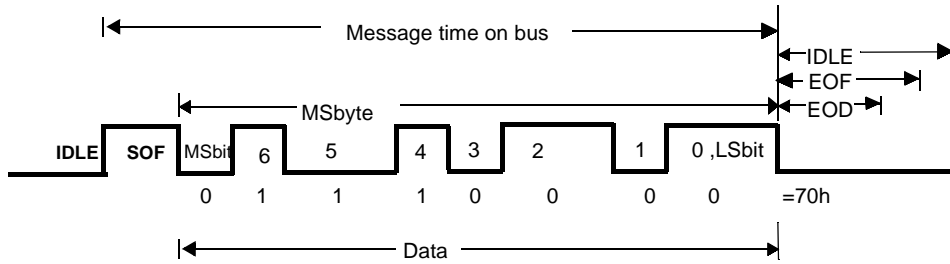 Message time on bus
IDLE
EOF
EOD
MSbyte
IDLE SOF MSbit 6 5 4 3 2 1 0 ,LSbit
0 1 1 1 0 0 0 0 =70h
Data